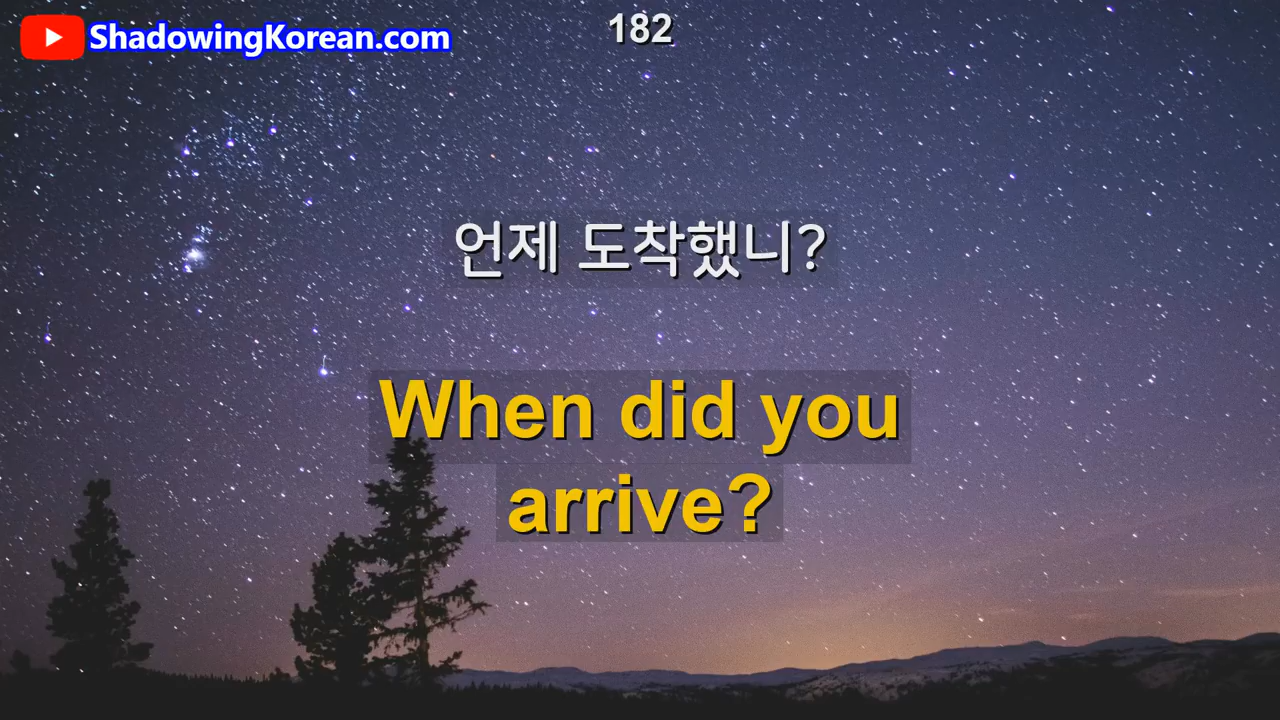 ShadowingKorean.com
182
언제 도착했니?
When did you
arrive?